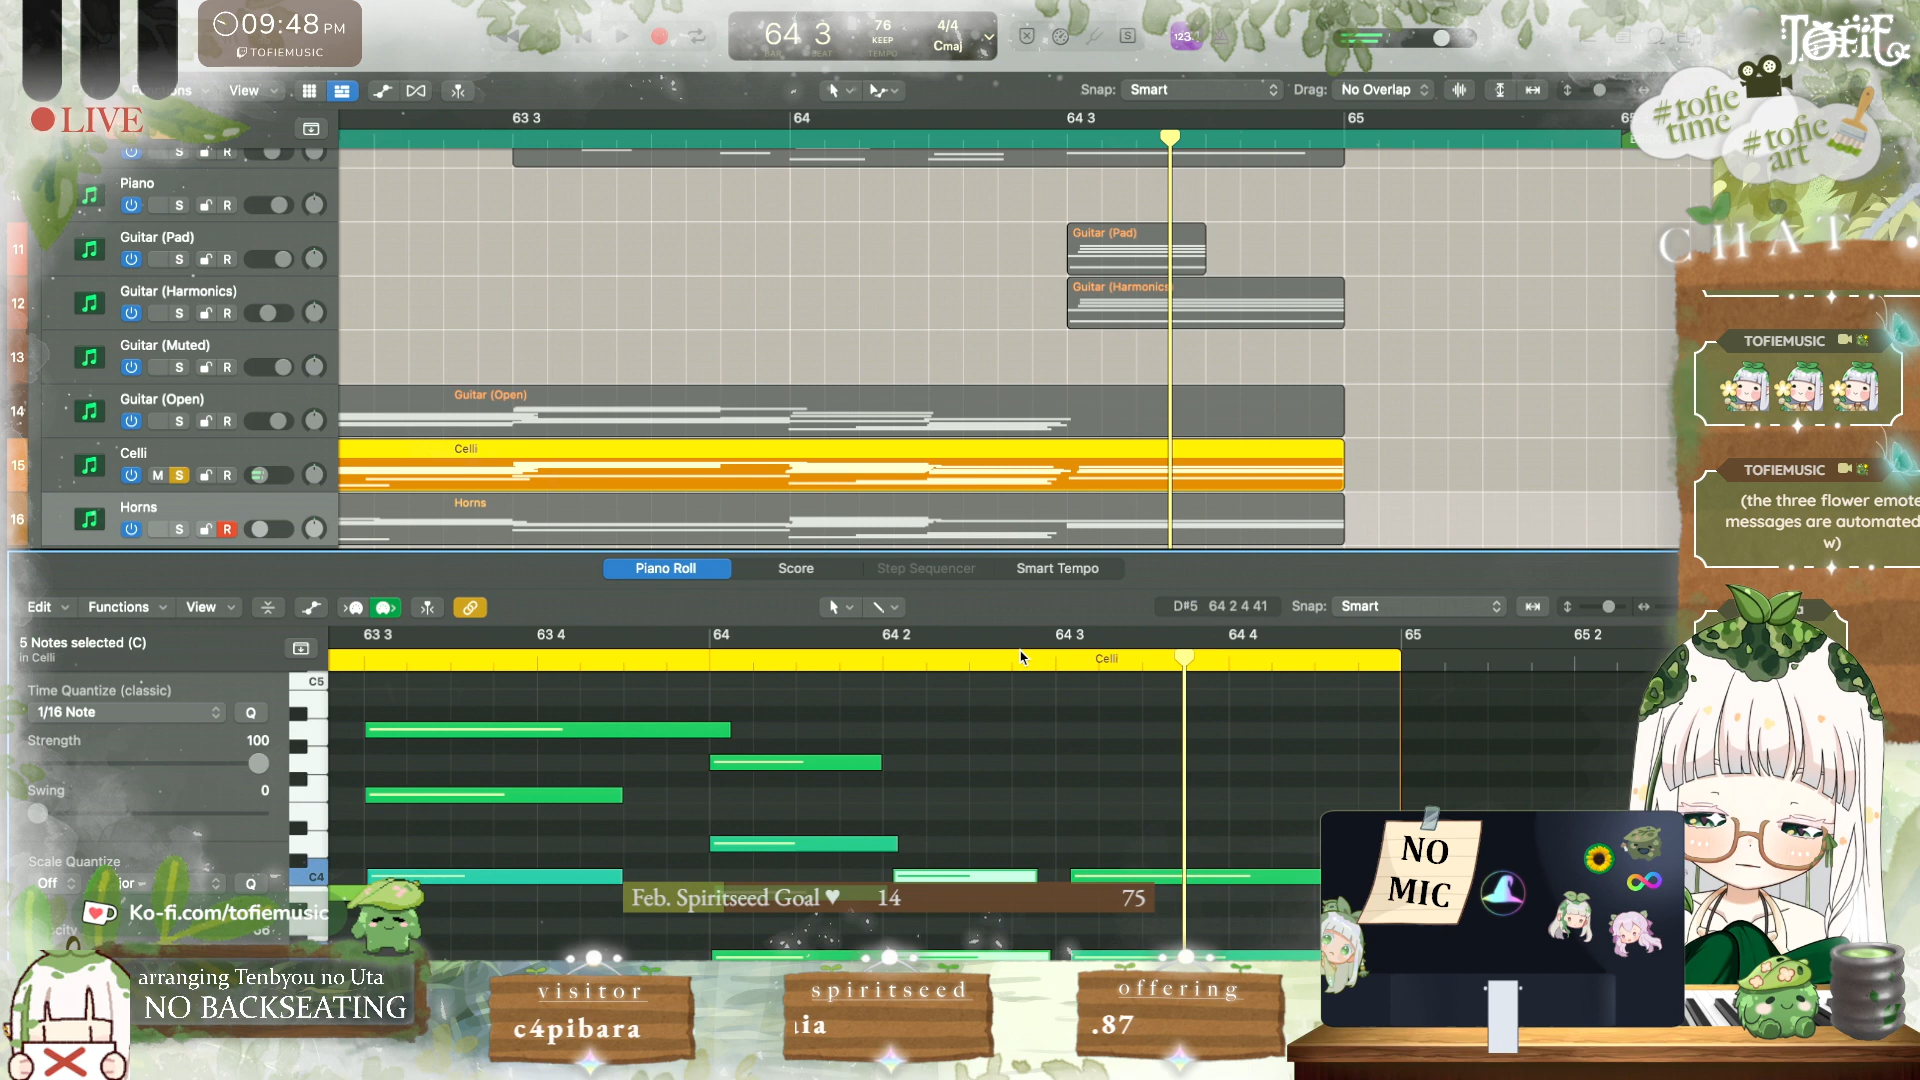 09:48 PM
TOFIEMUSIC
LIVE
64 3
BAR
BEAT
76
KEEP
TEMPO
4/4
Cmaj
S
123
Tofie
#tofie
time
#tofie
art
View
Snap: Smart
Drag: No Overlap
63 3
64
64 3
65
S R
Piano
S R
11
Guitar (Pad)
S R
Guitar (Pad)
12
Guitar (Harmonics)
S R
Guitar (Harmonics
13
Guitar (Muted)
S R
14
Guitar (Open)
S R
Guitar (Open)
15
Celli
M S R
Celli
16
Horns
S R
Horns
CHAT
TOFIEMUSIC
TOFIEMUSIC
(the three flower emote
messages are automated
w)
Piano Roll
Score
Step Sequencer
Smart Tempo
Edit
Functions
View
D#5 64 2 4 41
Snap: Smart
63 3
63 4
64
64 2
64 3
64 4
65
65 2
5 Notes selected (C)
in Celli
Celli
Time Quantize (classic)
1/16 Note
Q
Strength 100
Swing 0
Scale Quantize
Off
Q
C5
C4
Ko-fi.com/tofiemusic
Feb. Spiritseed Goal ♥ 14 75
arranging Tenbyou no Uta
NO BACKSEATING
visitor
c4pibara
spiritseed
offering
.87
NO
MIC